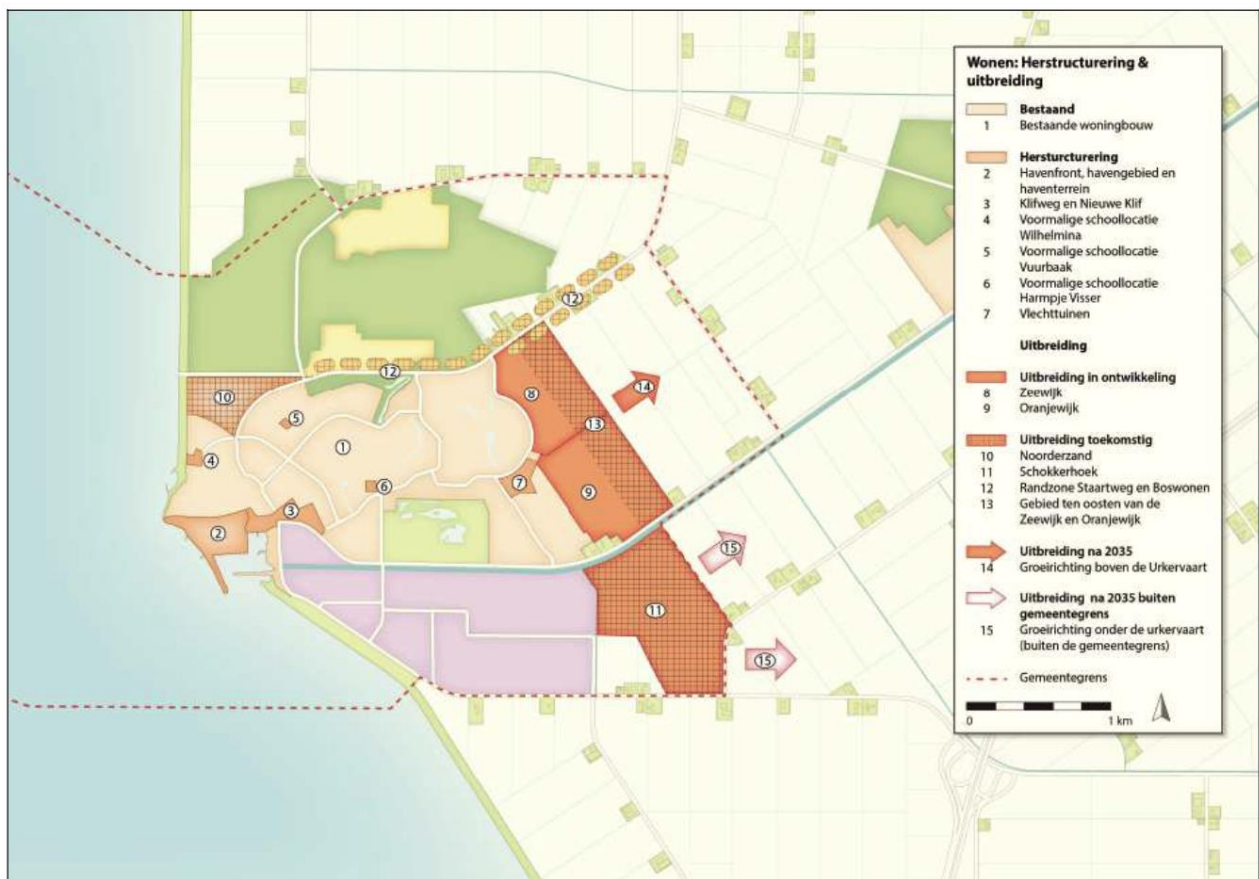 Wonen: Herstructurering &
uitbreiding
Bestaand
1 Bestaande woningbouw
Hersturcturering
2 Havenfront, havengebied en
haventerrein
3 Klifweg en Nieuwe Klif
4 Voormalige schoollocatie
Wilhelmina
5 Voormalige schoollocatie
Vuurbaak
6 Voormalige schoollocatie
Harmpje Visser
7 Vlechttuinen
Uitbreiding
Uitbreiding in ontwikkeling
8 Zeewijk
9 Oranjewijk
Uitbreiding toekomstig
10 Noorderzand
11 Schokkerhoek
12 Randzone Staartweg en Boswonen
13 Gebied ten oosten van de
Zeewijk en Oranjewijk
Uitbreiding na 2035
14 Groeirichting boven de Urkervaart
Uitbreiding na 2035 buiten
gemeentegrens
15 Groeirichting onder de urkervaart
(buiten de gemeentegrens)
Gemeentegrens
0 1 km
12
12
14
10
8
5
13
1
4
6
7
9
3
2
15
11
15